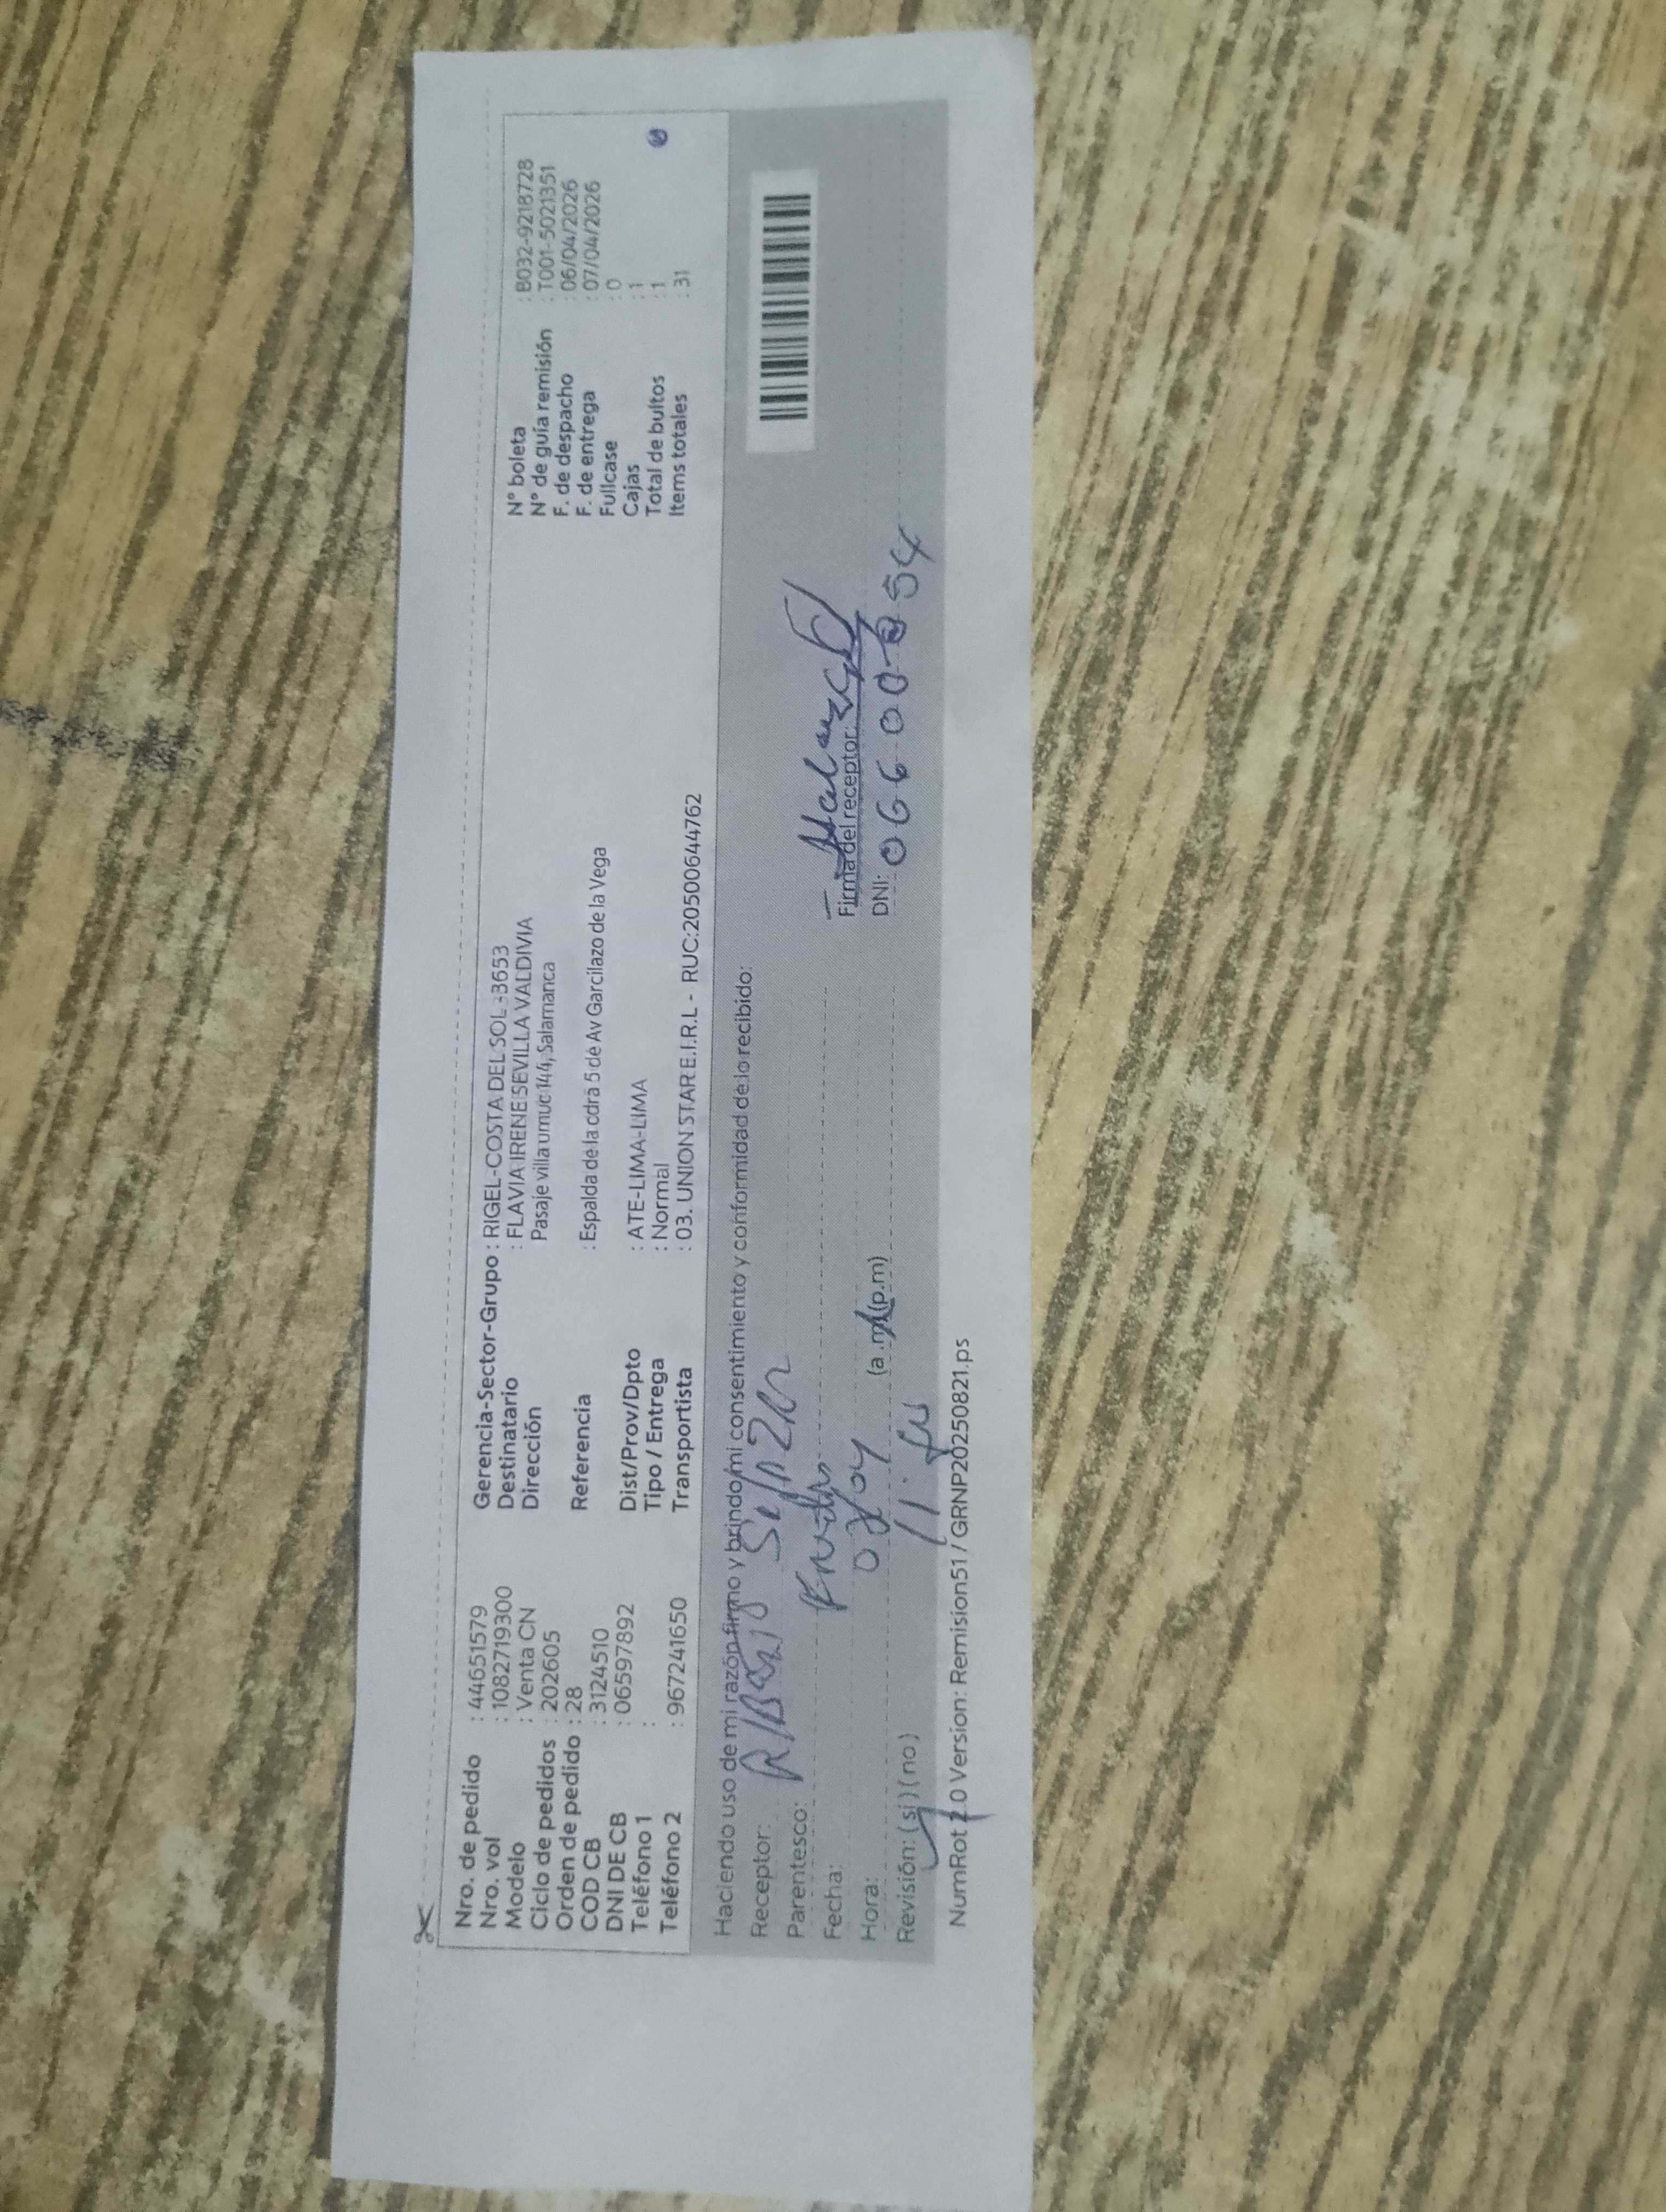 Nro. de pedido : 44651579
Nro. vol : 1082719300
Modelo : Venta CN
Ciclo de pedidos : 202605
Orden de pedido : 28
COD CB : 3124510
DNI DE CB : 06597892
Teléfono 1 :
Teléfono 2 : 967241650
Gerencia-Sector-Grupo : RIGEL-COSTA DEL SOL-3653
Destinatario : FLAVIA IRENE SEVILLA VALDIVIA
Dirección Pasaje villa umuc 144, Salamanca
Referencia : Espalda de la cdra 5 de Av Garcilazo de la Vega
Dist/Prov/Dpto : ATE-LIMA-LIMA
Tipo / Entrega : Normal
Transportista : 03. UNION STAR E.I.R.L - RUC:20500644762
N° boleta : B032-9218728
N° de guía remisión : T001-5021351
F. de despacho : 06/04/2026
F. de entrega : 07/04/2026
Fullcase : 0
Cajas : 1
Total de bultos : 1
Items totales : 31
Haciendo uso de mi razón firmo y brindo mi consentimiento y conformidad de lo recibido:
Receptor:
Parentesco:
Fecha:
Hora: (a.m) (p.m)
Revisión: (si) (no)
Firma del receptor:
DNI:
NumRot 2.0 Version: Remision51 / GRNP20250821.ps